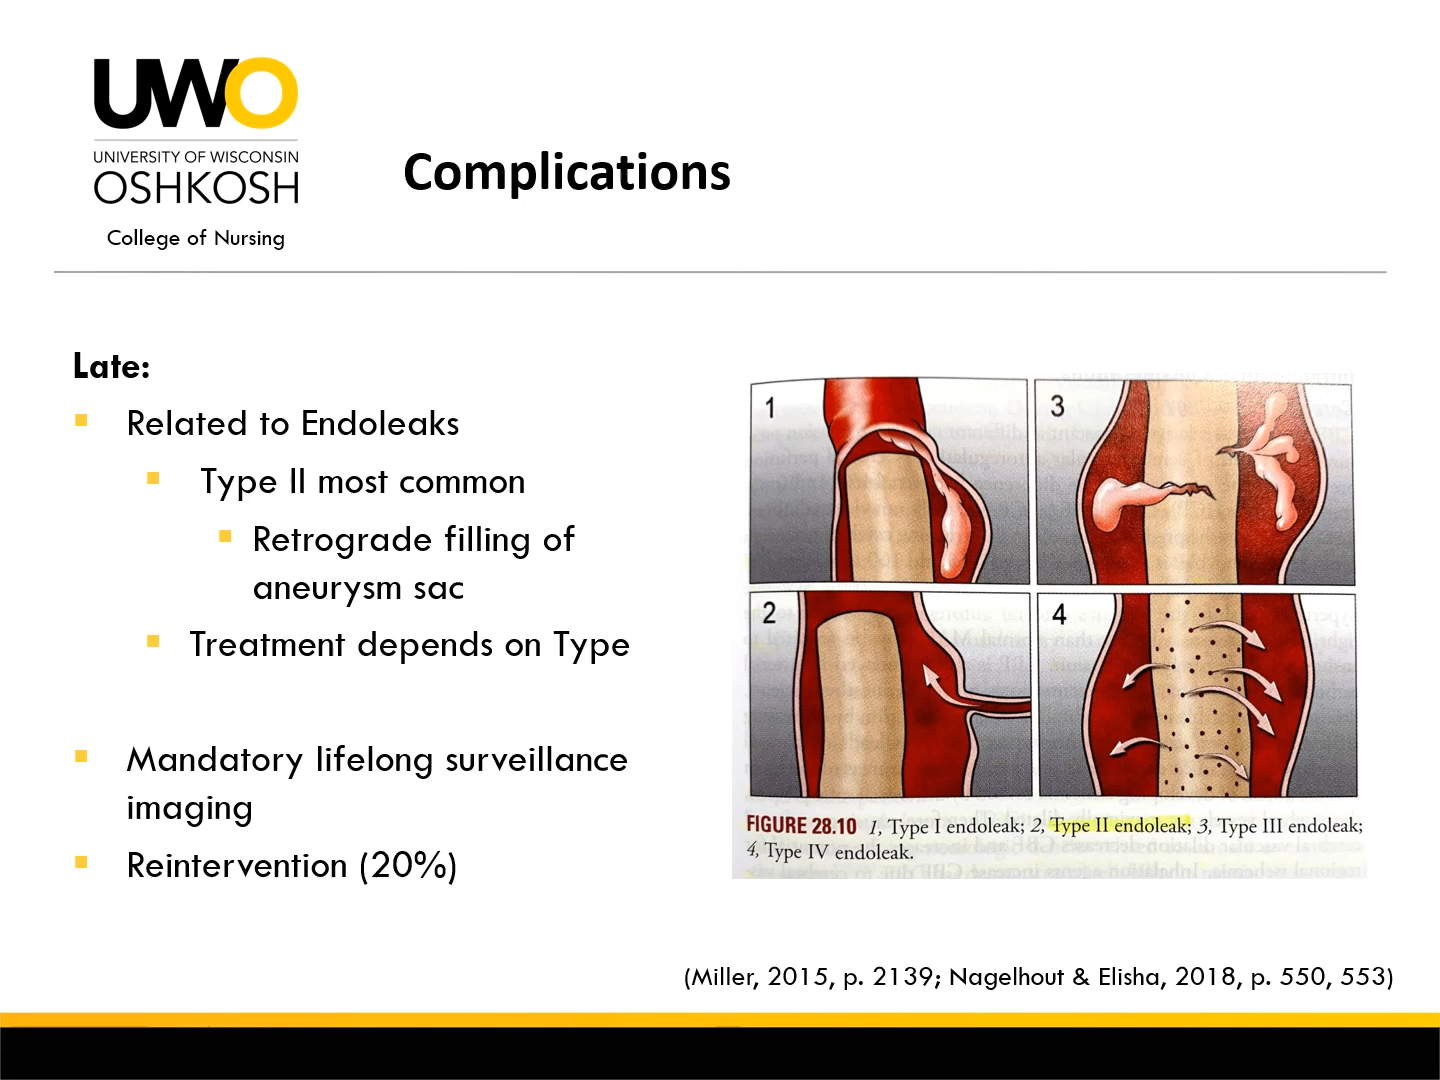 UWO
UNIVERSITY OF WISCONSIN
OSHKOSH
College of Nursing
Complications
Late:
Related to Endoleaks
Type II most common
Retrograde filling of
aneurysm sac
Treatment depends on Type
Mandatory lifelong surveillance
imaging
Reintervention (20%)
1
3
2
4
FIGURE 28.10 1, Type I endoleak; 2, Type II endoleak; 3, Type III endoleak;
4, Type IV endoleak.
(Miller, 2015, p. 2139; Nagelhout & Elisha, 2018, p. 550, 553)